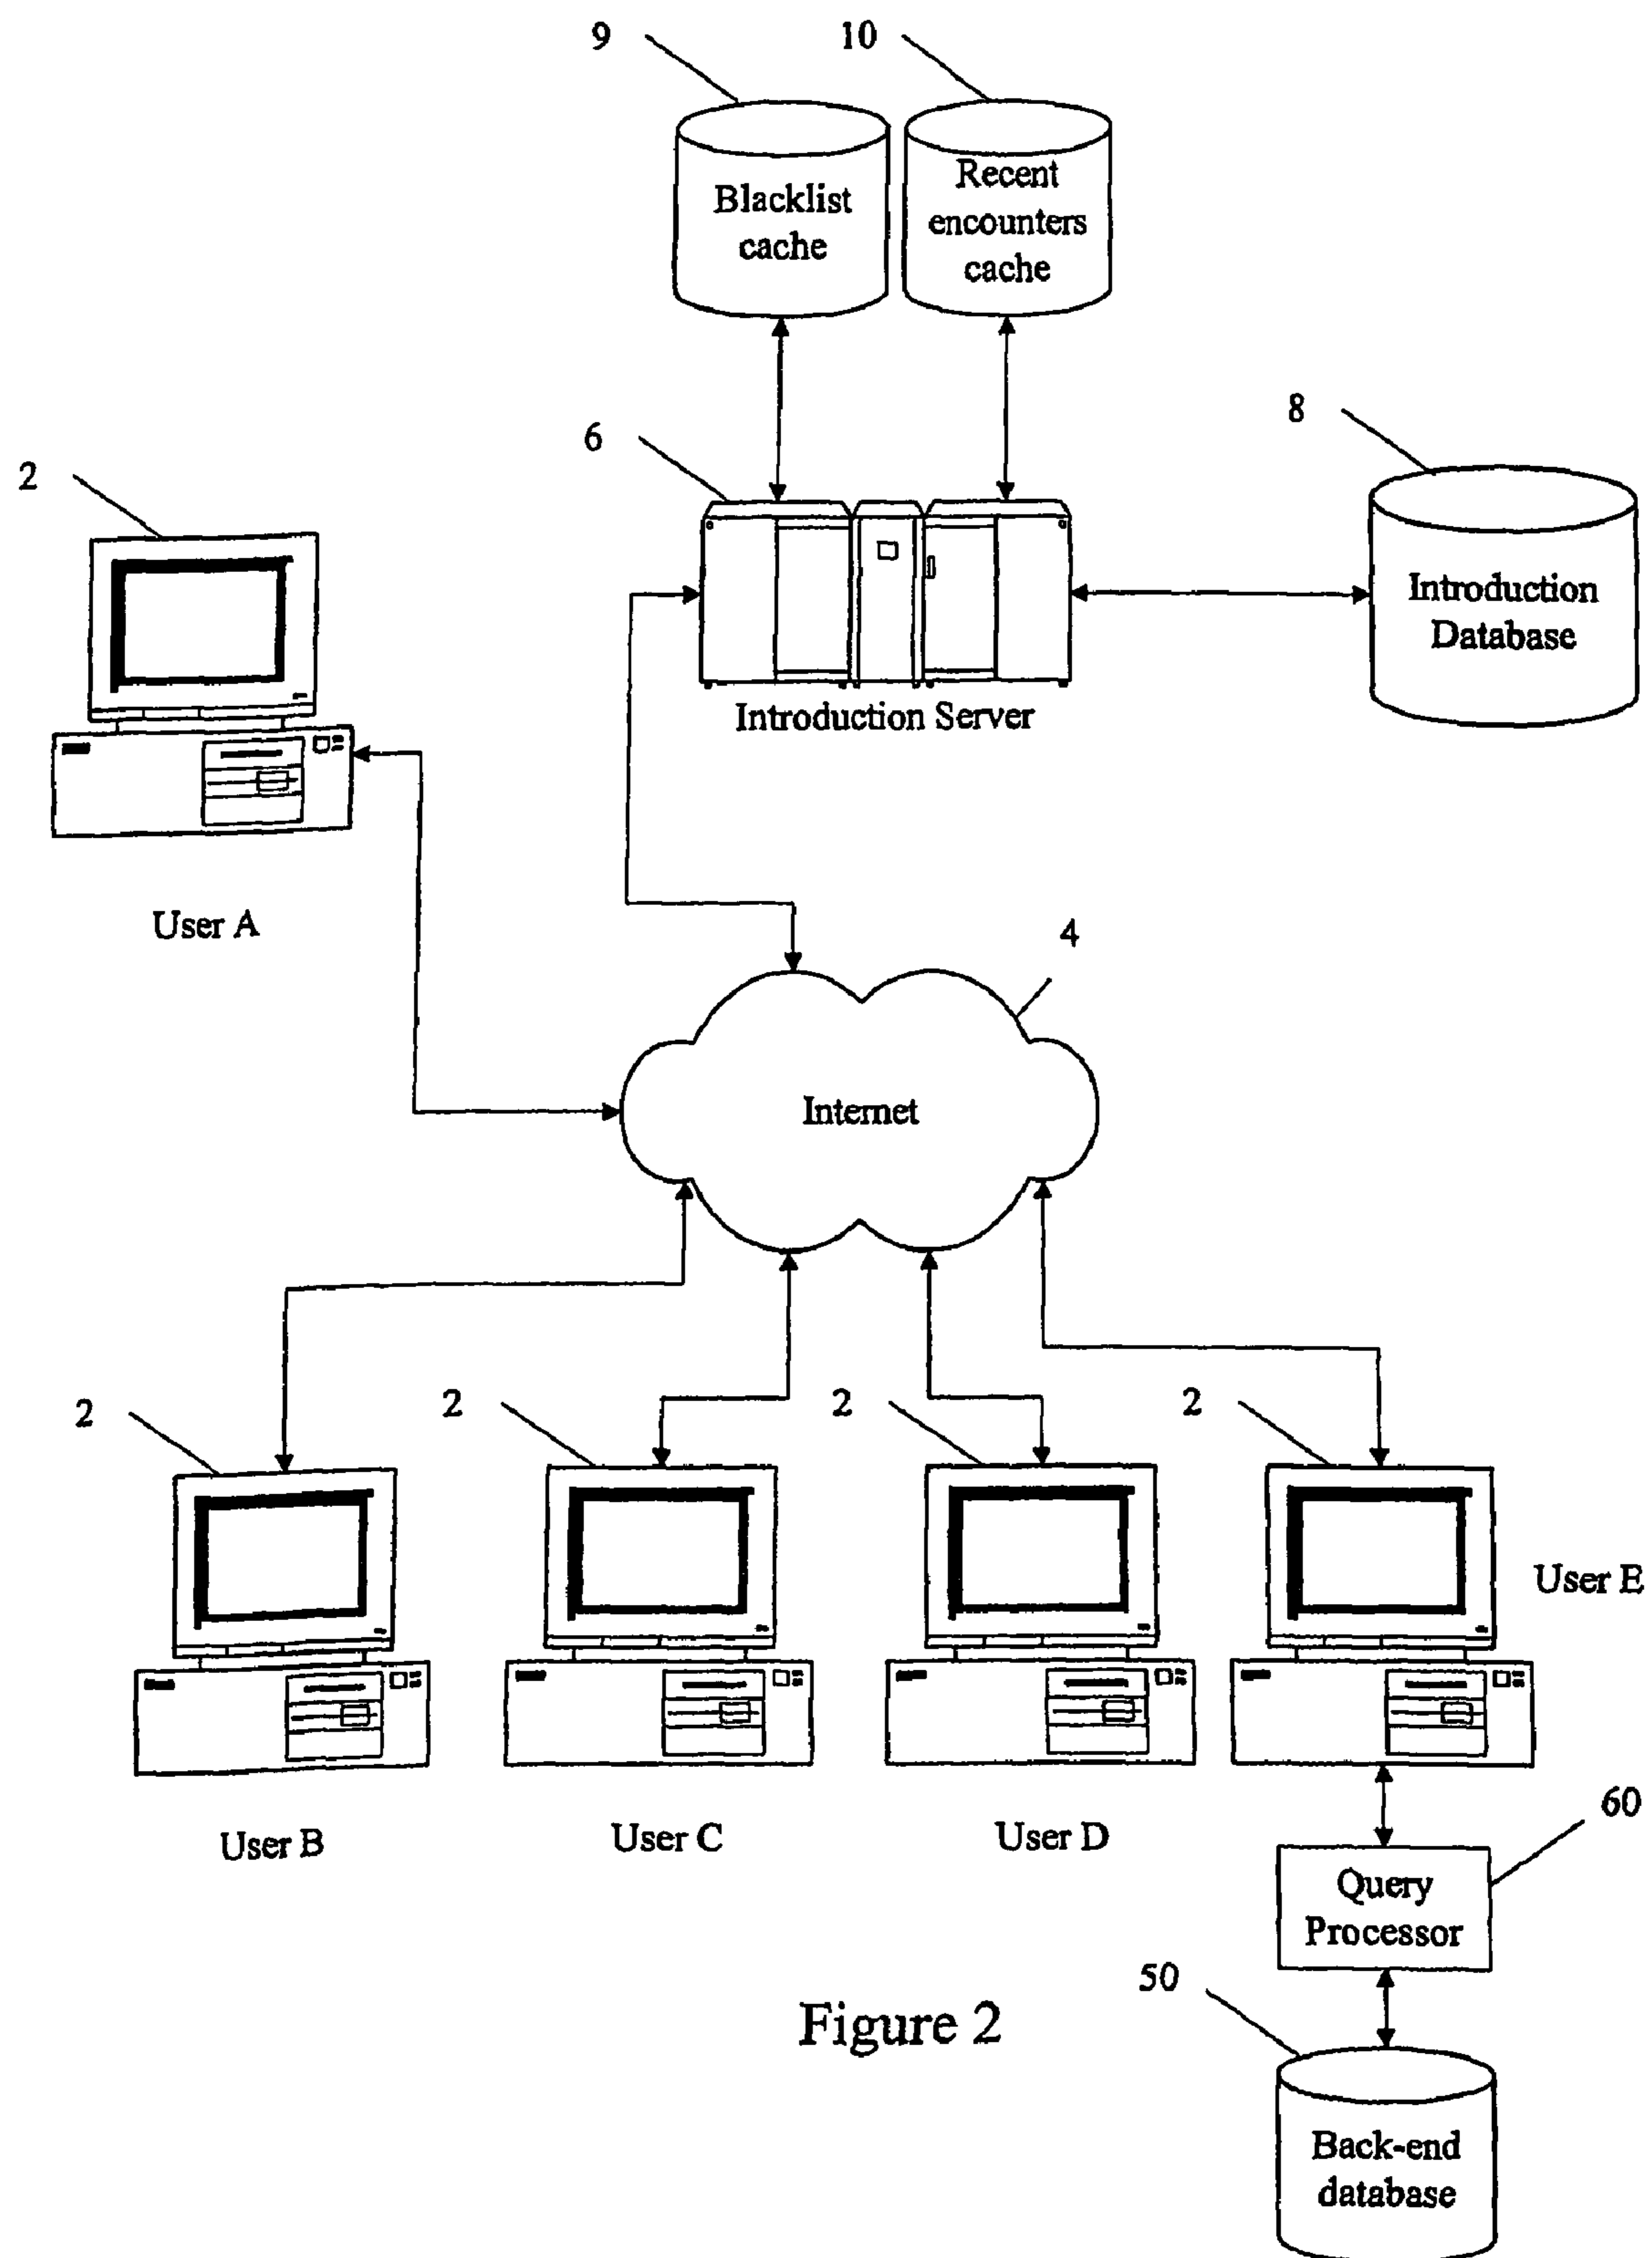 9
10
Blacklist
cache
Recent
encounters
cache
6
8
2
Introduction
Database
Introduction Server
User A
4
Internet
2
2
2
2
User E
User B
User C
User D
60
Query
Processor
50
Figure 2
Back-end
database